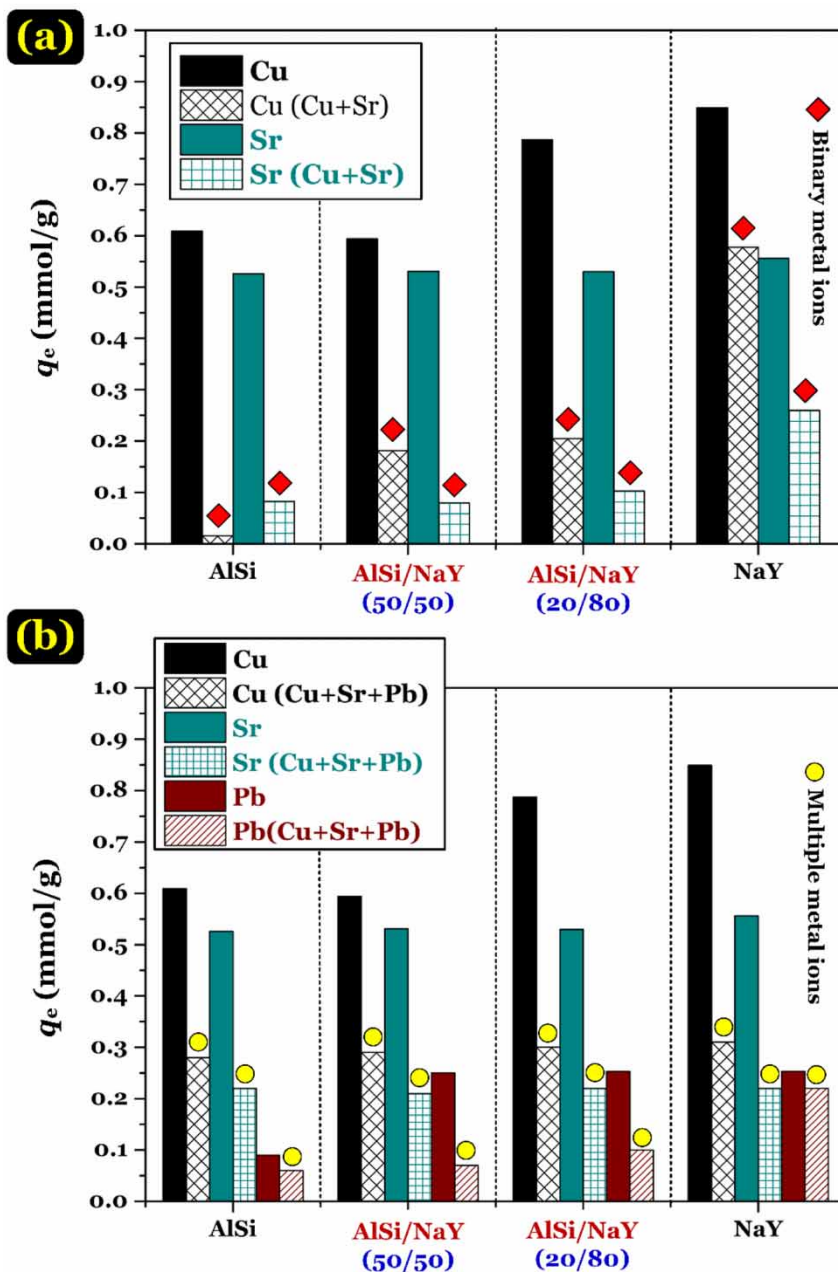 (a)
1.0
0.9
0.8
0.7
0.6
0.5
0.4
0.3
0.2
0.1
0.0
qe (mmol/g)
Cu
Cu (Cu+Sr)
Sr
Sr (Cu+Sr)
Binary metal ions
AlSi
AlSi/NaY
(50/50)
AlSi/NaY
(20/80)
NaY
(b)
1.0
0.9
0.8
0.7
0.6
0.5
0.4
0.3
0.2
0.1
0.0
qe (mmol/g)
Cu
Cu (Cu+Sr+Pb)
Sr
Sr (Cu+Sr+Pb)
Pb
Pb(Cu+Sr+Pb)
Multiple metal ions
AlSi
AlSi/NaY
(50/50)
AlSi/NaY
(20/80)
NaY